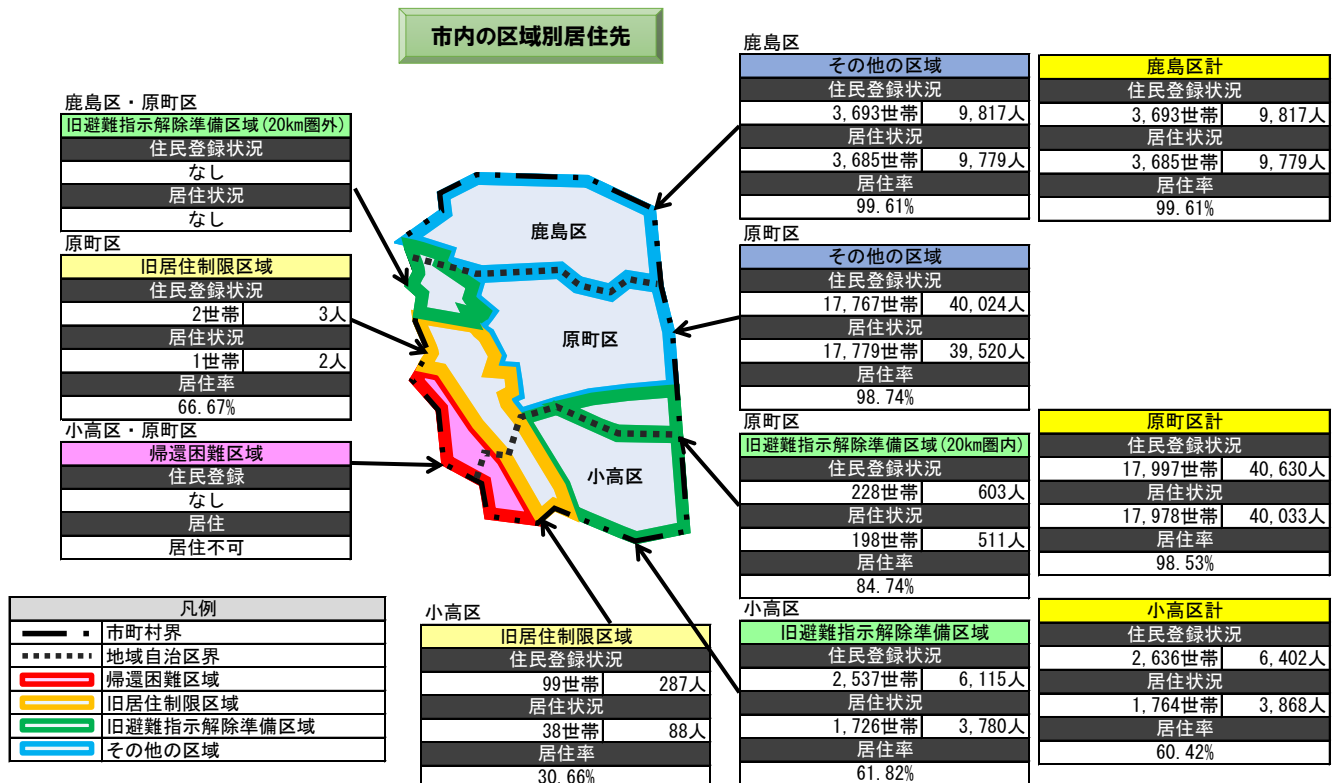 市内の区域別居住先
鹿島区・原町区
旧避難指示解除準備区域(20km圏外)
住民登録状況
なし
居住状況
なし
原町区
旧居住制限区域
住民登録状況
2世帯 3人
居住状況
1世帯 2人
居住率
66.67%
小高区・原町区
帰還困難区域
住民登録
なし
居住
居住不可
凡例
市町村界
地域自治区界
帰還困難区域
旧居住制限区域
旧避難指示解除準備区域
その他の区域
鹿島区
原町区
小高区
小高区
旧居住制限区域
住民登録状況
99世帯 287人
居住状況
38世帯 88人
居住率
30.66%
鹿島区
その他の区域
住民登録状況
3,693世帯 9,817人
居住状況
3,685世帯 9,779人
居住率
99.61%
鹿島区計
住民登録状況
3,693世帯 9,817人
居住状況
3,685世帯 9,779人
居住率
99.61%
原町区
その他の区域
住民登録状況
17,767世帯 40,024人
居住状況
17,779世帯 39,520人
居住率
98.74%
原町区
旧避難指示解除準備区域(20km圏内)
住民登録状況
228世帯 603人
居住状況
198世帯 511人
居住率
84.74%
原町区計
住民登録状況
17,997世帯 40,630人
居住状況
17,978世帯 40,033人
居住率
98.53%
小高区
旧避難指示解除準備区域
住民登録状況
2,537世帯 6,115人
居住状況
1,726世帯 3,780人
居住率
61.82%
小高区計
住民登録状況
2,636世帯 6,402人
居住状況
1,764世帯 3,868人
居住率
60.42%